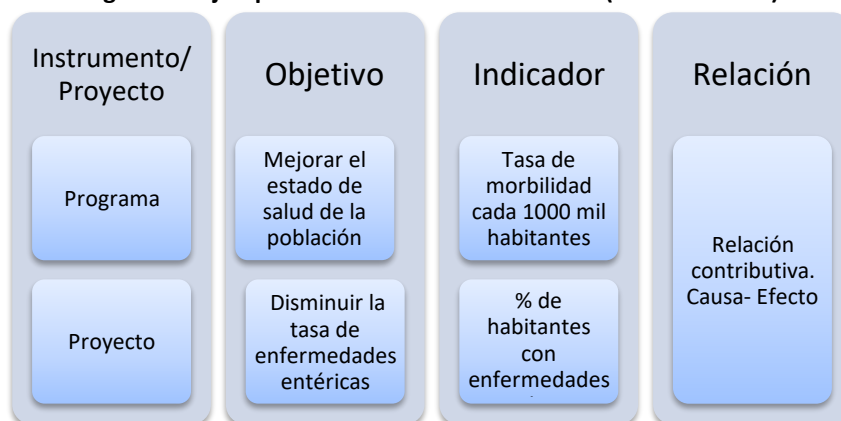 Instrumento/
Proyecto
Objetivo
Indicador
Relación
Programa
Mejorar el
estado de
salud de la
población
Tasa de
morbilidad
cada 1000 mil
habitantes
Relación
contributiva.
Causa- Efecto
Proyecto
Disminuir la
tasa de
enfermedades
entéricas
% de
habitantes
con
enfermedades